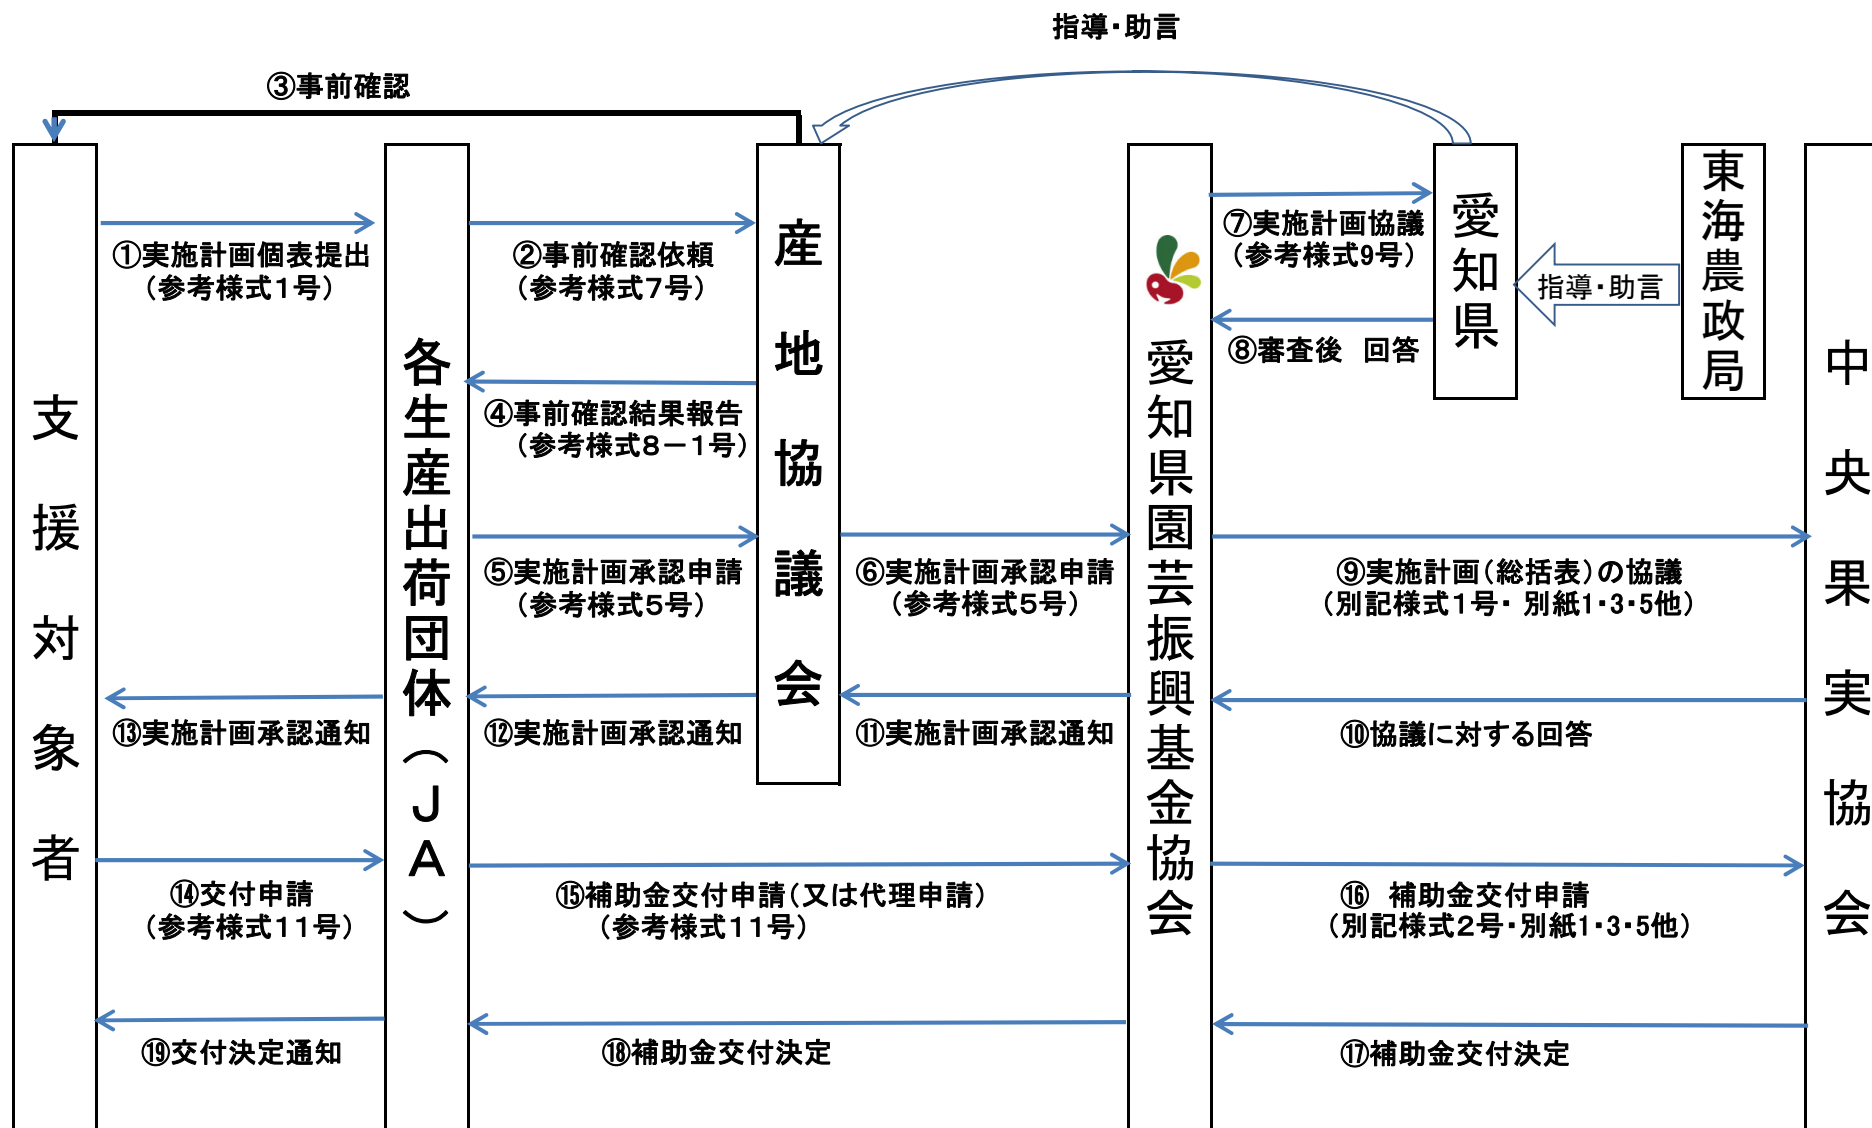 指導・助言
③事前確認
支援対象者
各生産出荷団体（ＪＡ）
産地協議会
愛知県園芸振興基金協会
愛知県
東海農政局
中央果実協会
指導・助言
①実施計画個表提出
（参考様式１号）
②事前確認依頼
（参考様式７号）
④事前確認結果報告
（参考様式８－１号）
⑤実施計画承認申請
（参考様式５号）
⑥実施計画承認申請
（参考様式５号）
⑦実施計画協議
（参考様式9号）
⑧審査後　回答
⑨実施計画（総括表）の協議
（別記様式１号・ 別紙1・3・5他）
⑩協議に対する回答
⑪実施計画承認通知
⑫実施計画承認通知
⑬実施計画承認通知
⑭交付申請
（参考様式１１号）
⑮補助金交付申請（又は代理申請）
（参考様式11号）
⑯　補助金交付申請
（別記様式２号・別紙1・3・5他）
⑰補助金交付決定
⑱補助金交付決定
⑲交付決定通知